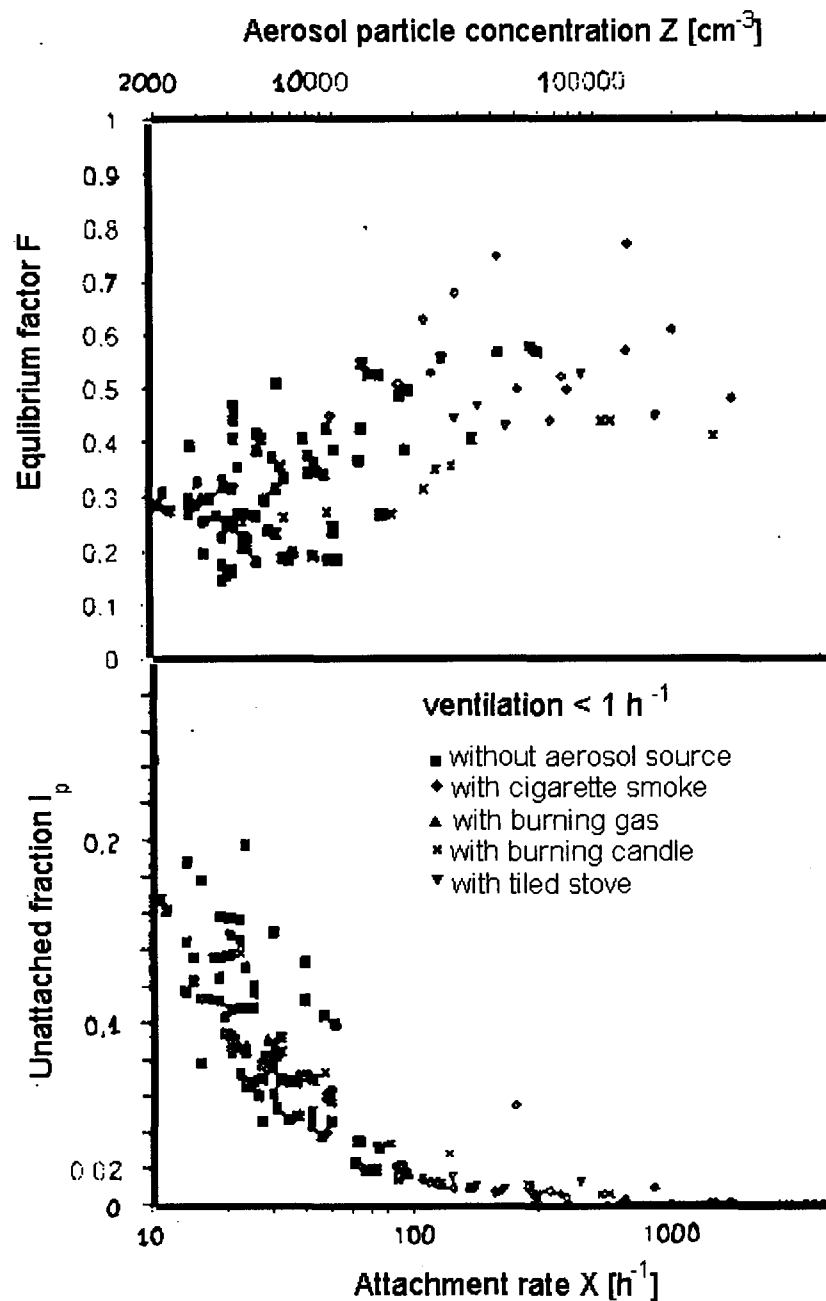 Aerosol particle concentration Z [cm-3]
2000 10000 100000
1
0.9
0.8
0.7
0.6
0.5
0.4
0.3
0.2
0.1
0
Equlibrium factor F
ventilation < 1 h-1
without aerosol source
with cigarette smoke
with burning gas
with burning candle
with tiled stove
0.2
0.1
0.02
0
Unattached fraction Ip
10 100 1000
Attachment rate X [h-1]